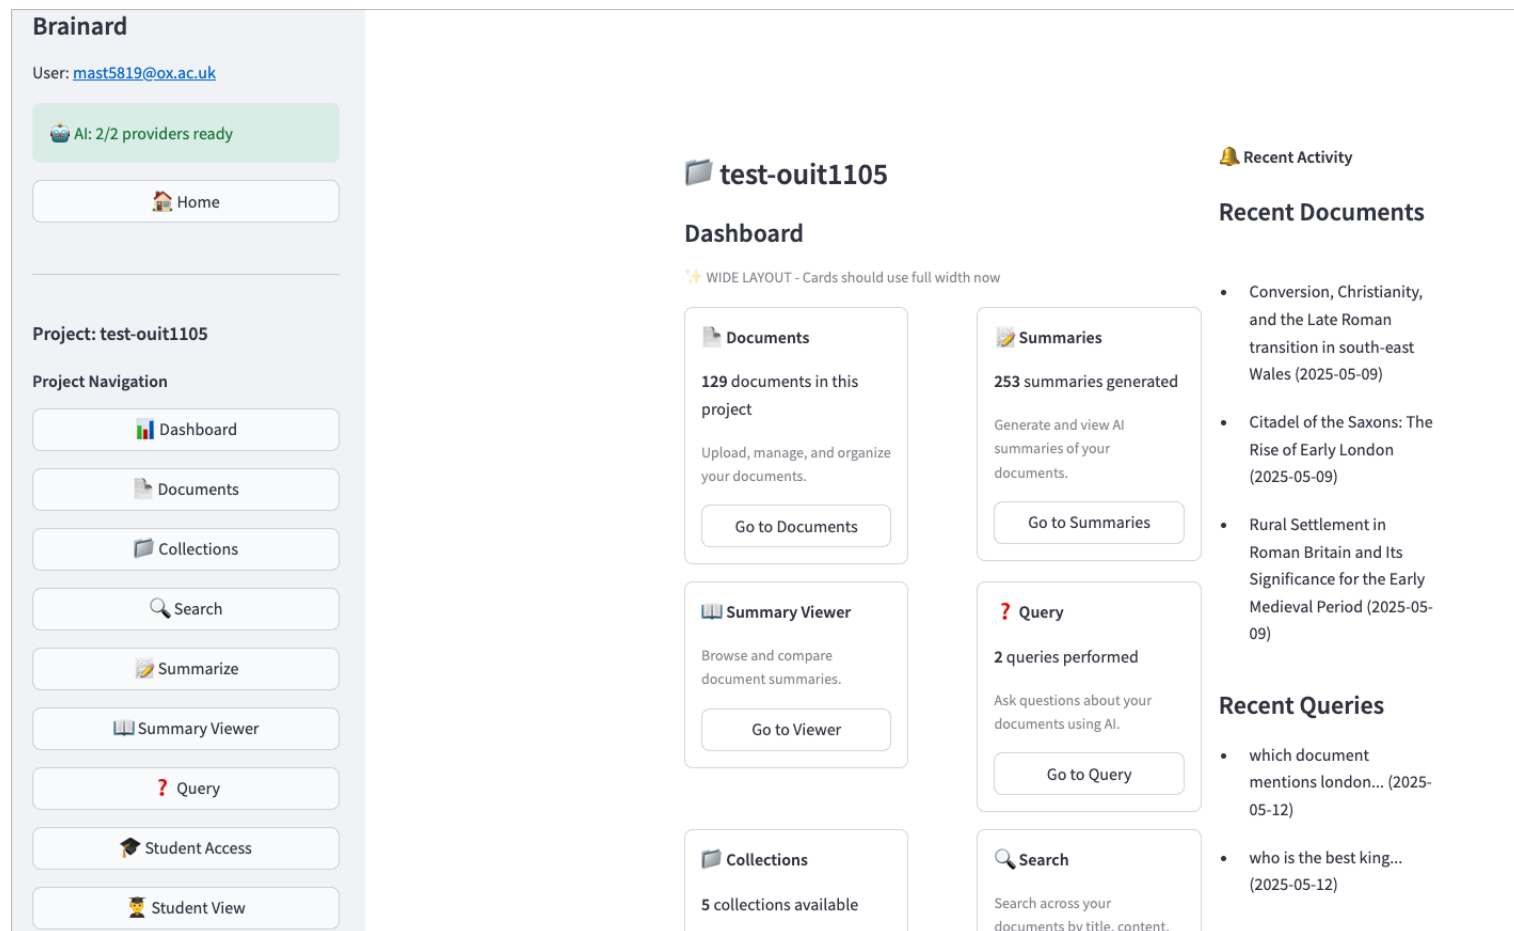 Brainard
User: mast5819@ox.ac.uk
AI: 2/2 providers ready
Home
Project: test-ouit1105
Project Navigation
Dashboard
Documents
Collections
Search
Summarize
Summary Viewer
Query
Student Access
Student View
test-ouit1105
Dashboard
✨ WIDE LAYOUT - Cards should use full width now
Documents
129 documents in this
project
Upload, manage, and organize
your documents.
Go to Documents
Summaries
253 summaries generated
Generate and view AI
summaries of your
documents.
Go to Summaries
Summary Viewer
Browse and compare
document summaries.
Go to Viewer
❓ Query
2 queries performed
Ask questions about your
documents using AI.
Go to Query
Collections
5 collections available
Search
Search across your
documents by title, content,
Recent Activity
Recent Documents
• Conversion, Christianity,
and the Late Roman
transition in south-east
Wales (2025-05-09)
• Citadel of the Saxons: The
Rise of Early London
(2025-05-09)
• Rural Settlement in
Roman Britain and Its
Significance for the Early
Medieval Period (2025-05-
09)
Recent Queries
• which document
mentions london... (2025-
05-12)
• who is the best king...
(2025-05-12)